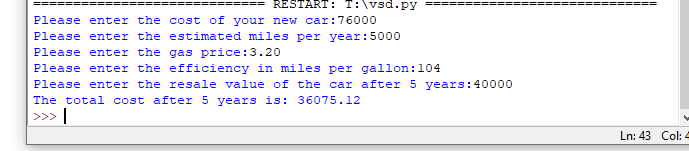 ============================= RESTART: T:\vsd.py =============================
Please enter the cost of your new car:76000
Please enter the estimated miles per year:5000
Please enter the gas price:3.20
Please enter the efficiency in miles per gallon:104
Please enter the resale value of the car after 5 years:40000
The total cost after 5 years is: 36075.12
>>>
Ln: 43 Col: 4